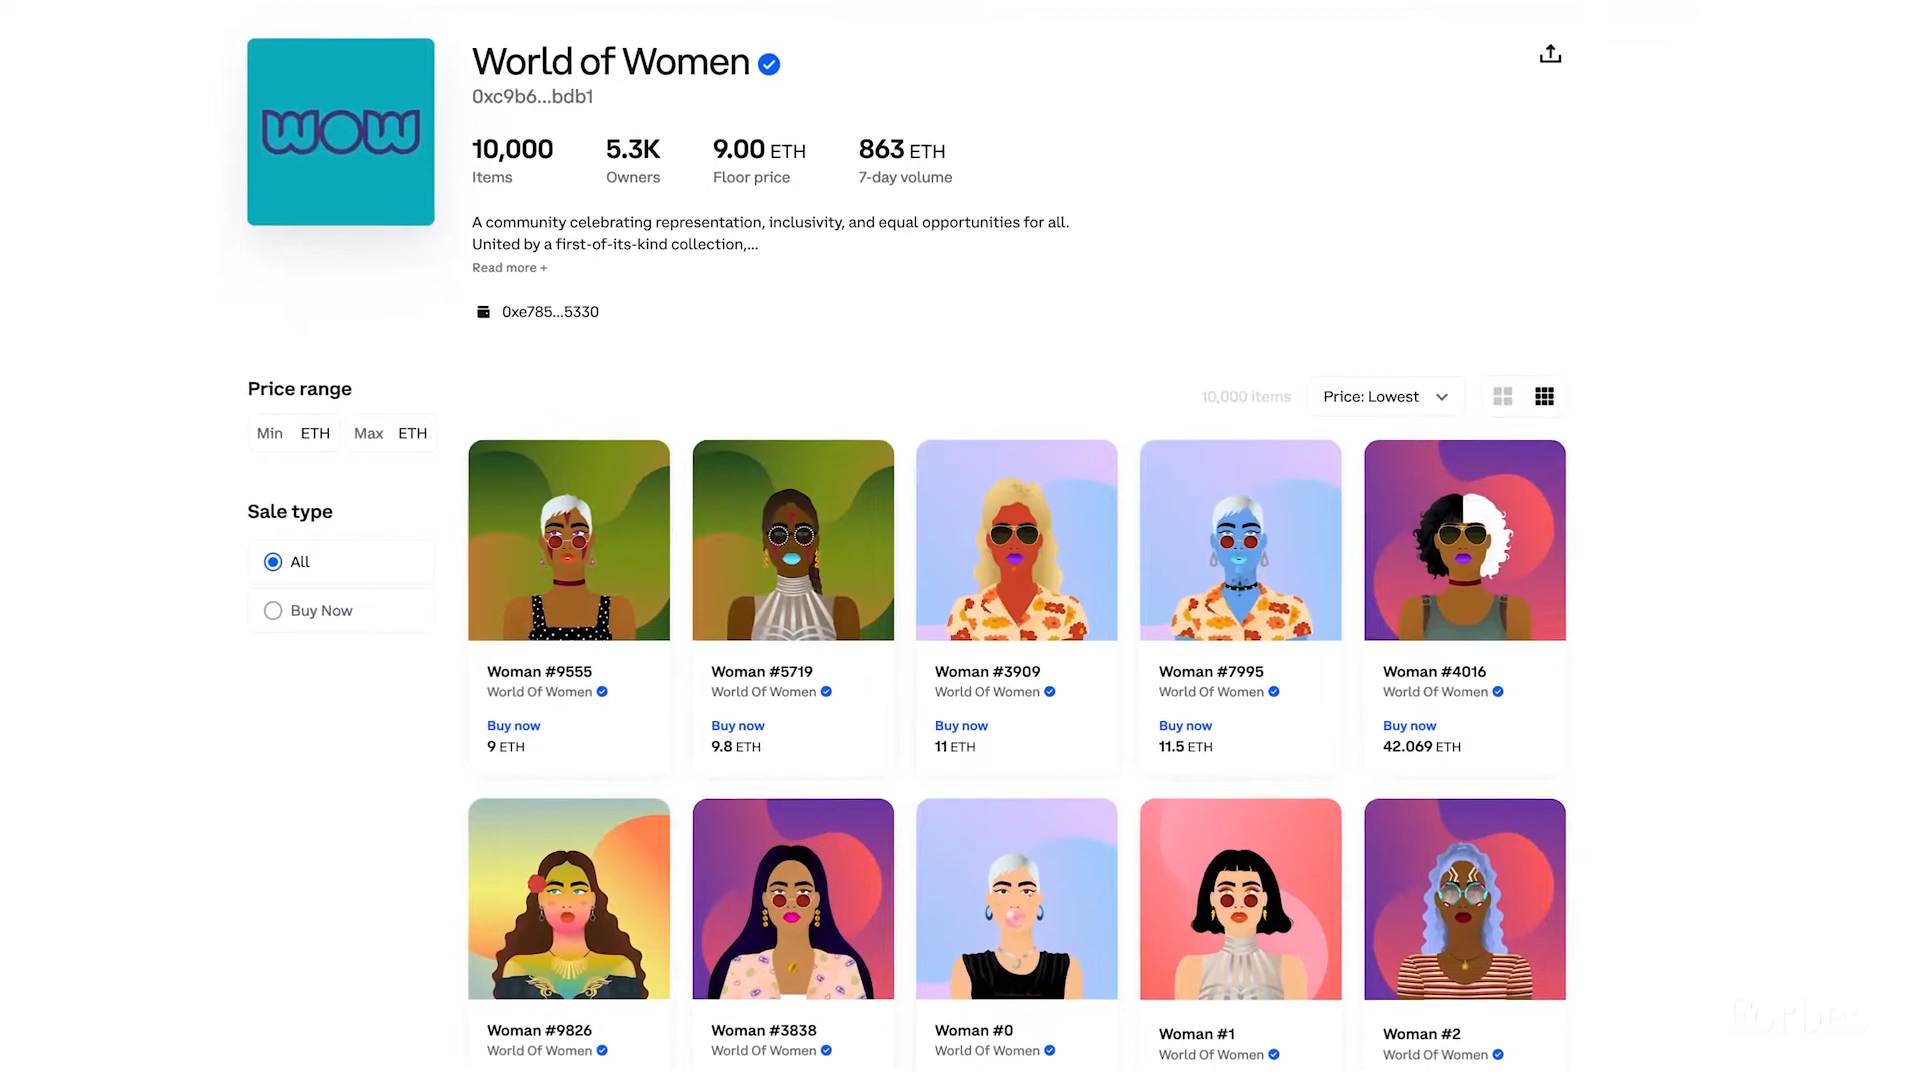 WOW
World of Women
0xc9b6...bdb1
10,000 5.3K 9.00 ETH 863 ETH
Items Owners Floor price 7-day volume
A community celebrating representation, inclusivity, and equal opportunities for all.
United by a first-of-its-kind collection,...
Read more +
0xe785...5330
Price range
Min ETH Max ETH
Sale type
All
Buy Now
10,000 items Price: Lowest
Woman #9555 Woman #5719 Woman #3909 Woman #7995 Woman #4016
World Of Women World Of Women World Of Women World Of Women World Of Women
Buy now Buy now Buy now Buy now Buy now
9 ETH 9.8 ETH 11 ETH 11.5 ETH 42.069 ETH
Woman #9826 Woman #3838 Woman #0 Woman #1 Woman #2
World Of Women World Of Women World Of Women World Of Women World Of Women
Forbes